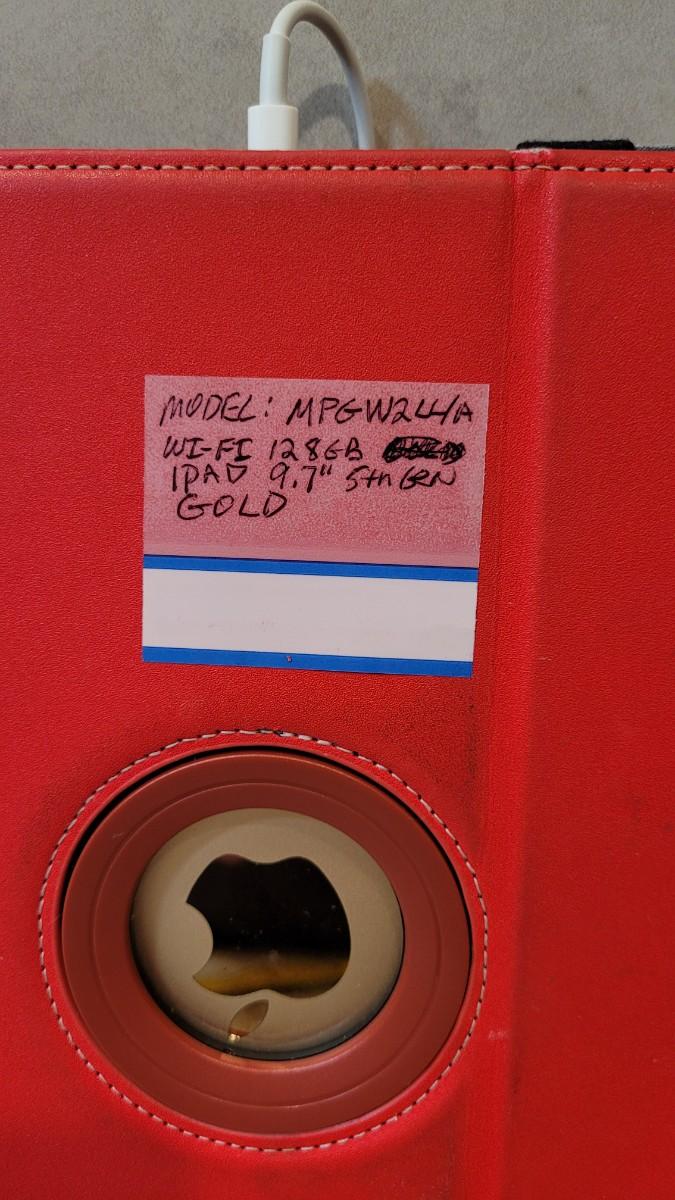 MODEL: MPGW2LL/A
WI-FI 128GB
IPAD 9.7" 5th GEN
GOLD